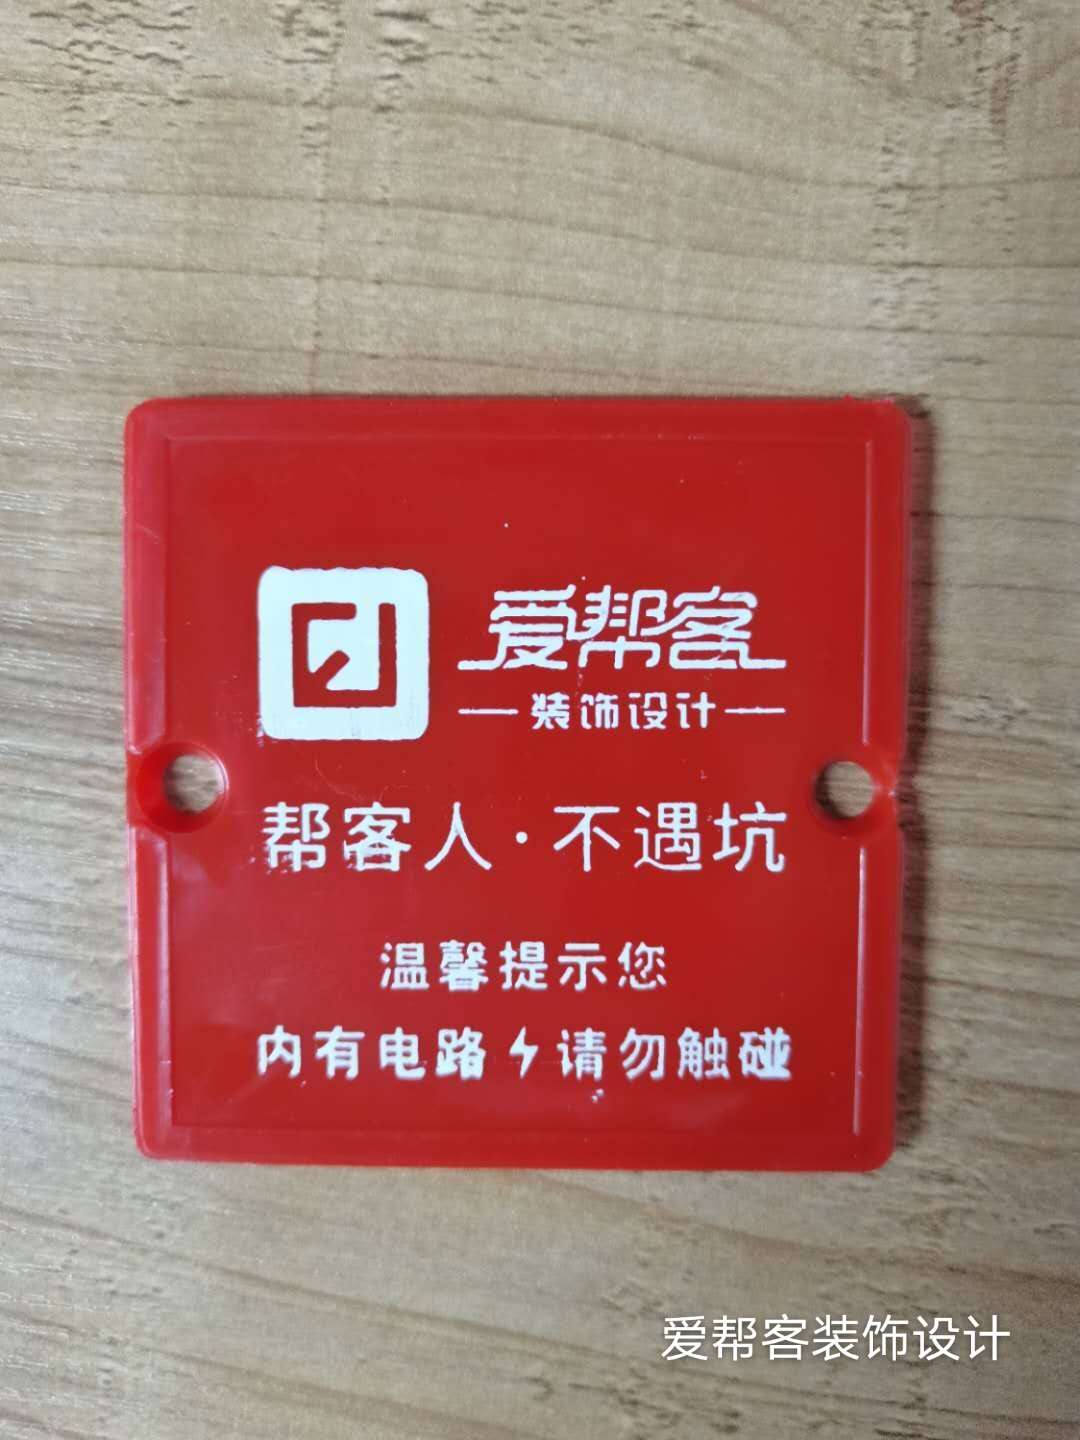 爱帮客
装饰设计
帮客人·不遇坑
温馨提示您
内有电路⚡请勿触碰
爱帮客装饰设计